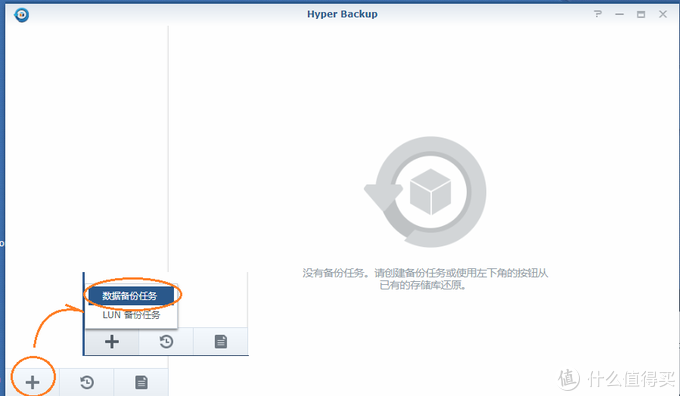 Hyper Backup
没有备份任务。请创建备份任务或使用左下角的按钮从
已有的存储库还原。
数据备份任务
LUN 备份任务
值 什么值得买